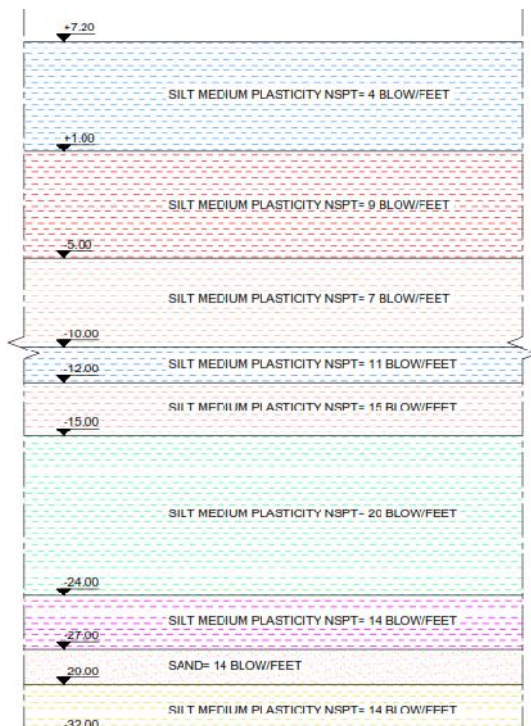 +7.20
SILT MEDIUM PLASTICITY NSPT= 4 BLOW/FEET
+1.00
SILT MEDIUM PLASTICITY NSPT= 9 BLOW/FEET
-5.00
SILT MEDIUM PLASTICITY NSPT= 7 BLOW/FEET
-10.00
SILT MEDIUM PLASTICITY NSPT= 11 BLOW/FEET
-12.00
SILT MEDIUM PLASTICITY NSPT= 15 BLOW/FEET
-15.00
SILT MEDIUM PLASTICITY NSPT= 20 BLOW/FEET
-24.00
SILT MEDIUM PLASTICITY NSPT= 14 BLOW/FEET
-27.00
SAND= 14 BLOW/FEET
-20.00
SILT MEDIUM PLASTICITY NSPT= 14 BLOW/FEET
-32.00